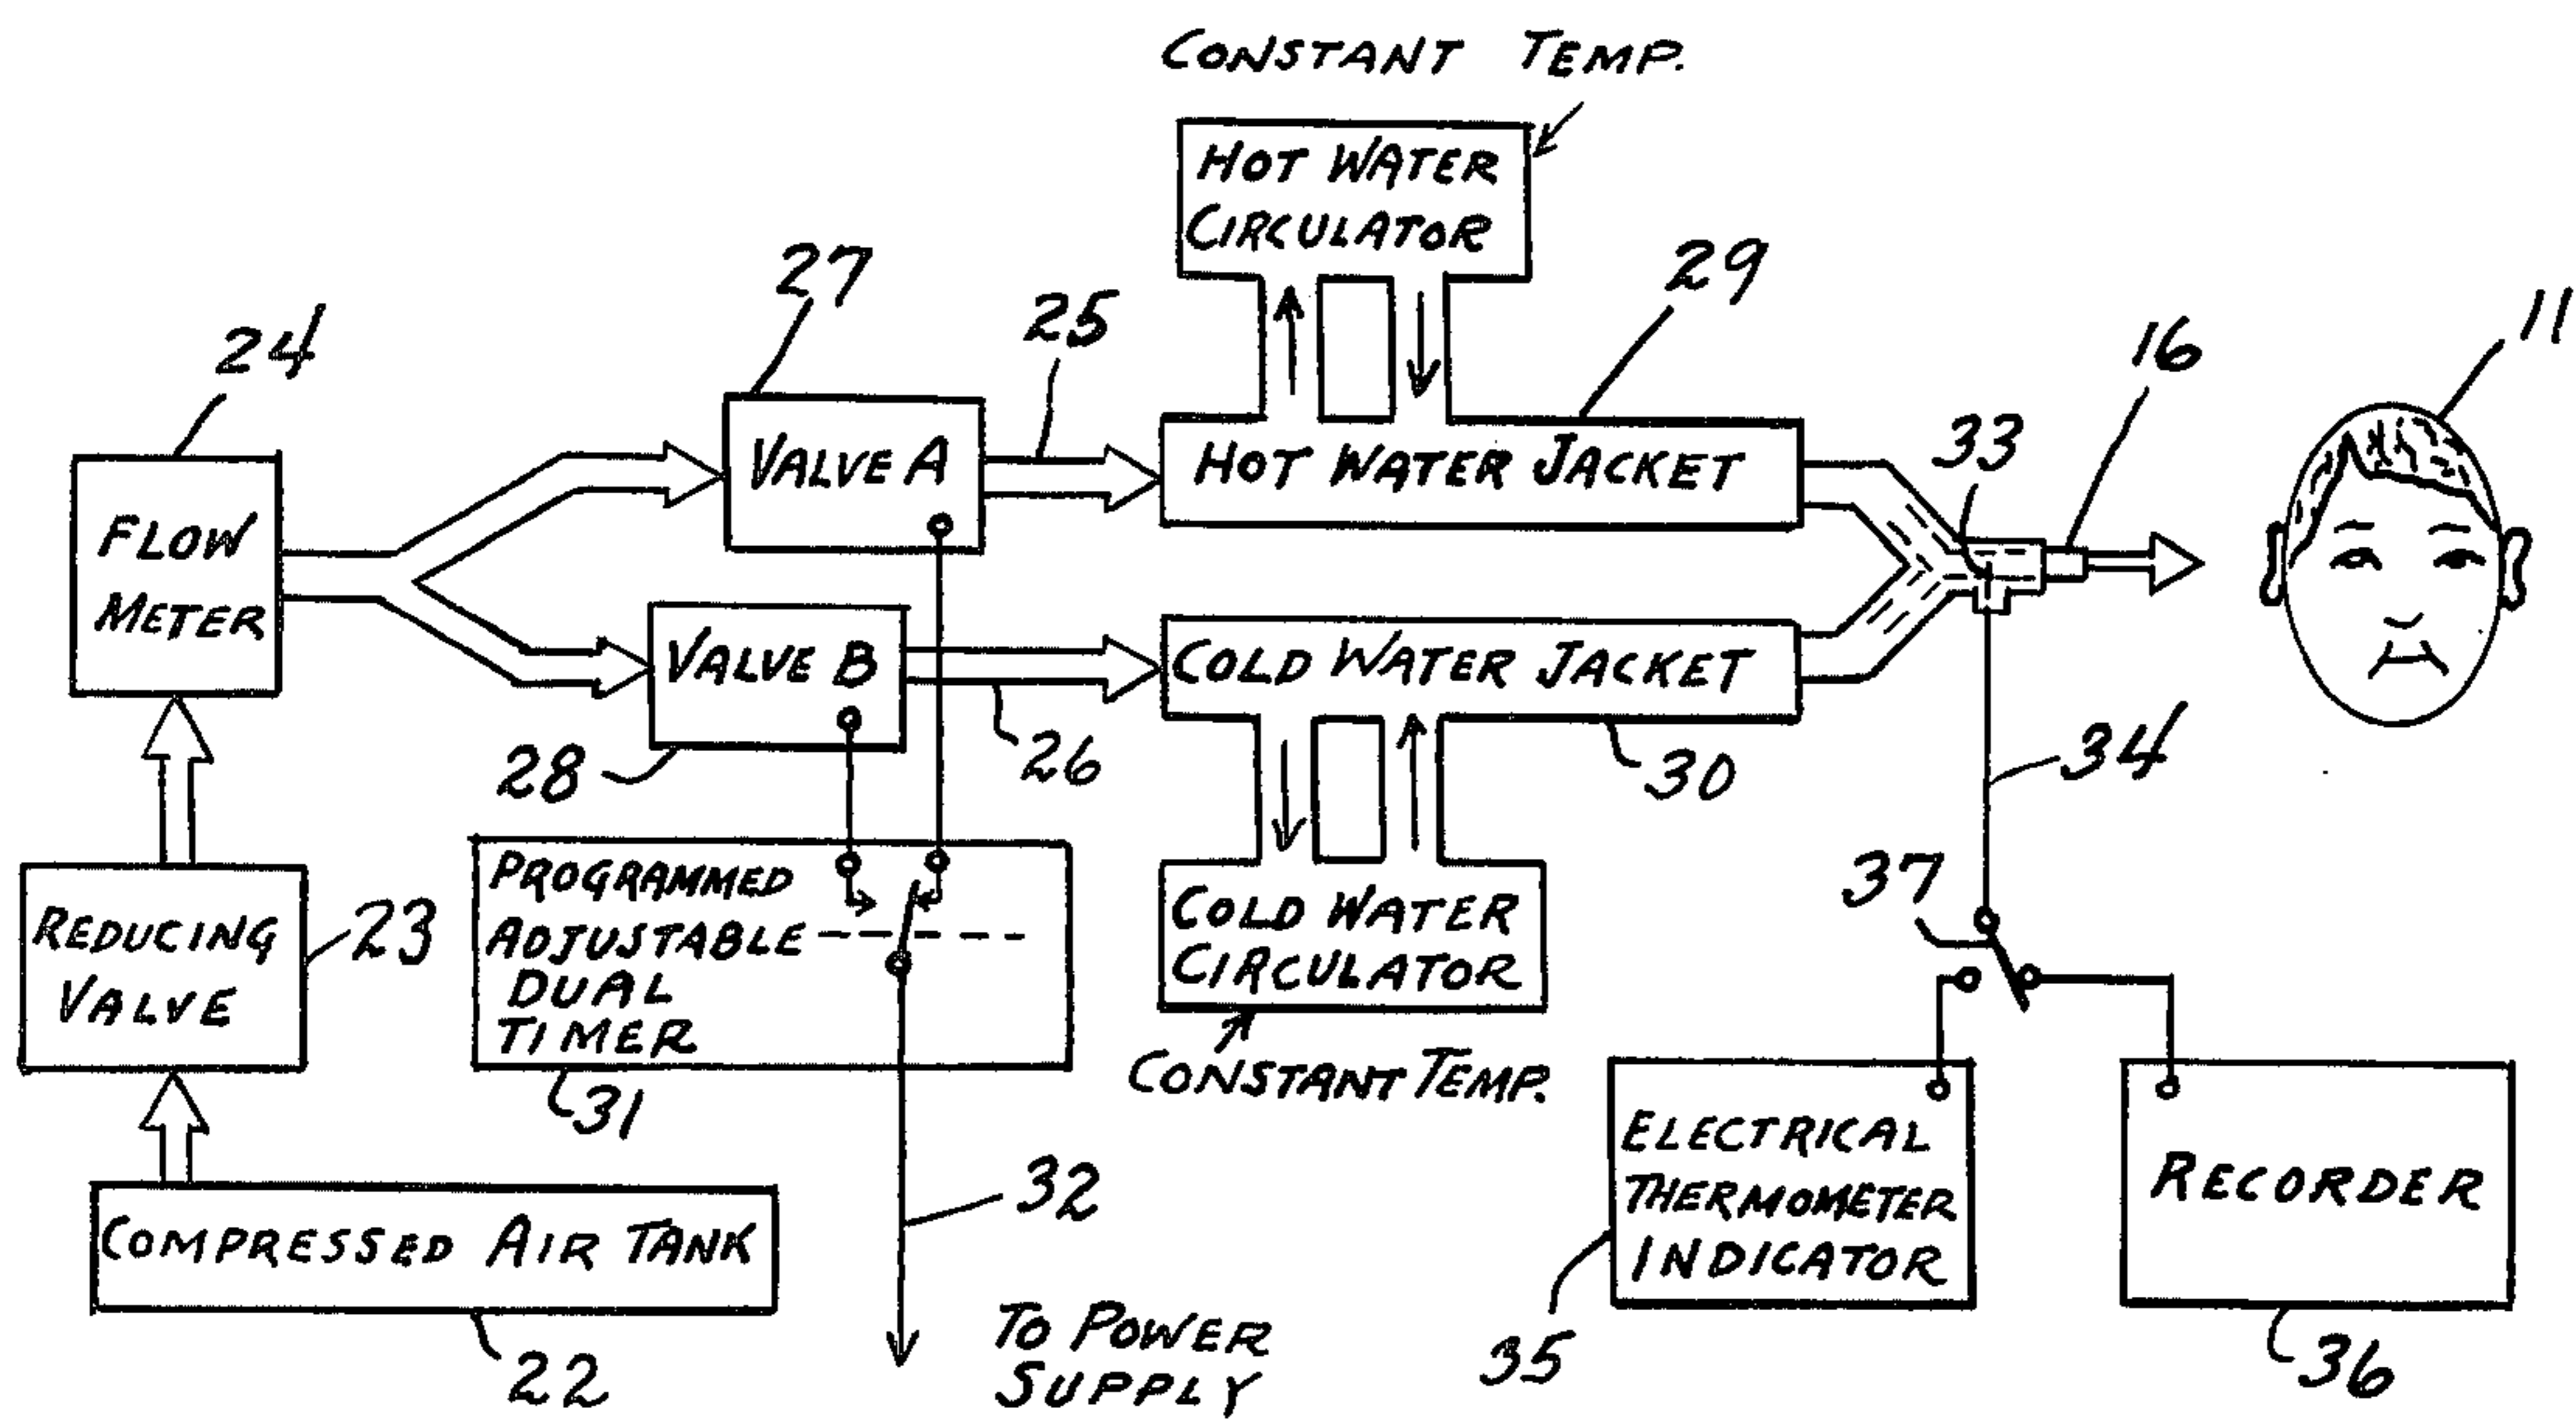 CONSTANT TEMP.
HOT WATER
CIRCULATOR
27
25
29
24
16
11
33
VALVE A
HOT WATER JACKET
FLOW
METER
VALVE B
COLD WATER JACKET
28
26
30
34
PROGRAMMED
ADJUSTABLE
DUAL
TIMER
31
37
COLD WATER
CIRCULATOR
CONSTANT TEMP.
REDUCING
VALVE
23
ELECTRICAL
THERMOMETER
INDICATOR
35
RECORDER
36
32
COMPRESSED AIR TANK
22
TO POWER
SUPPLY